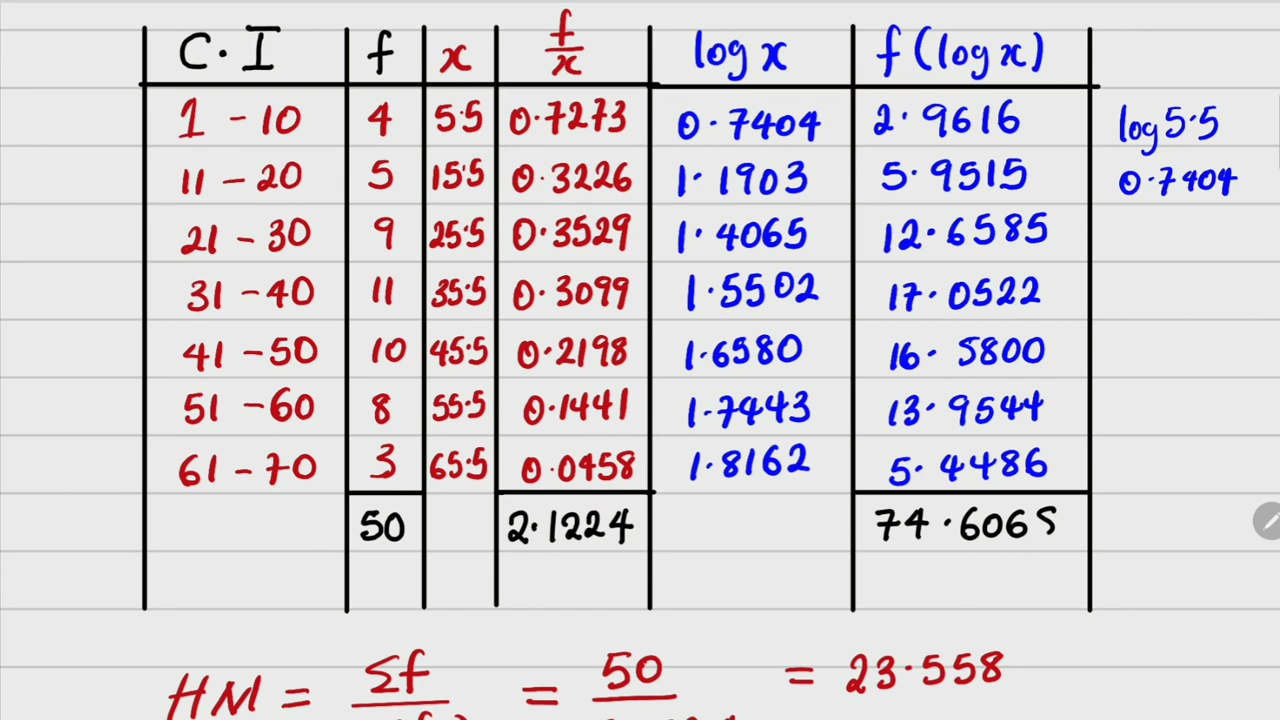 C.I f x f/x log x f(log x)
1 - 10 4 5.5 0.7273 0.7404 2.9616 log 5.5
11 - 20 5 15.5 0.3226 1.1903 5.9515 0.7404
21 - 30 9 25.5 0.3529 1.4065 12.6585
31 - 40 11 35.5 0.3099 1.5502 17.0522
41 - 50 10 45.5 0.2198 1.6580 16.5800
51 - 60 8 55.5 0.1441 1.7443 13.9544
61 - 70 3 65.5 0.0458 1.8162 5.4486
50 2.1224 74.6065
HM = Σf = 50 = 23.558